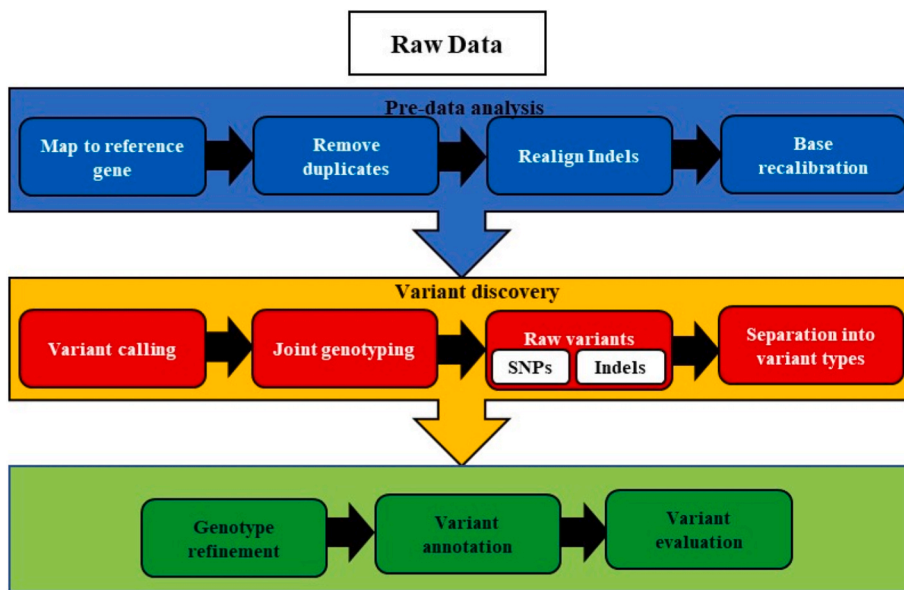 Raw Data
Pre-data analysis
Map to reference
gene
Remove
duplicates
Realign Indels
Base
recalibration
Variant discovery
Variant calling
Joint genotyping
Raw variants
SNPs
Indels
Separation into
variant types
Genotype
refinement
Variant
annotation
Variant
evaluation